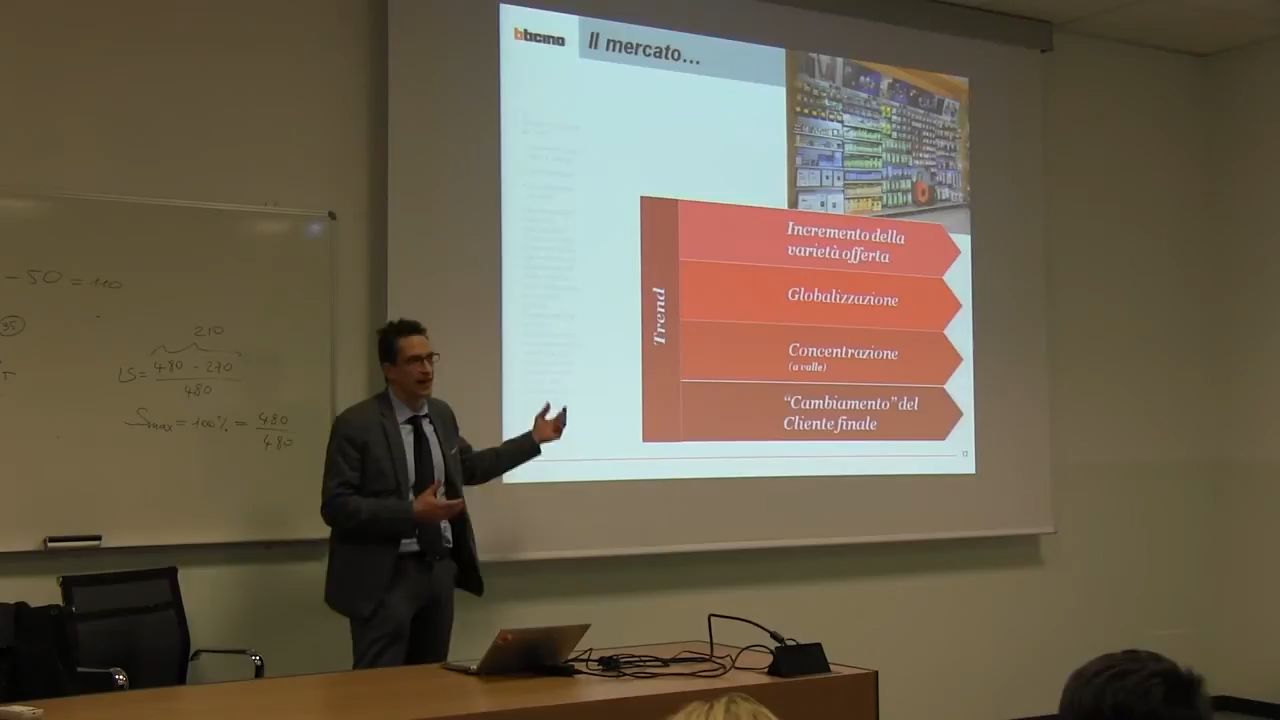 bticino
Il mercato...
Trend
Incremento della
varietà offerta
Globalizzazione
Concentrazione
(a valle)
"Cambiamento" del
Cliente finale
12
- 50 = 110
95
T
210
LS = 480 - 270
480
Smax = 100% = 480
480